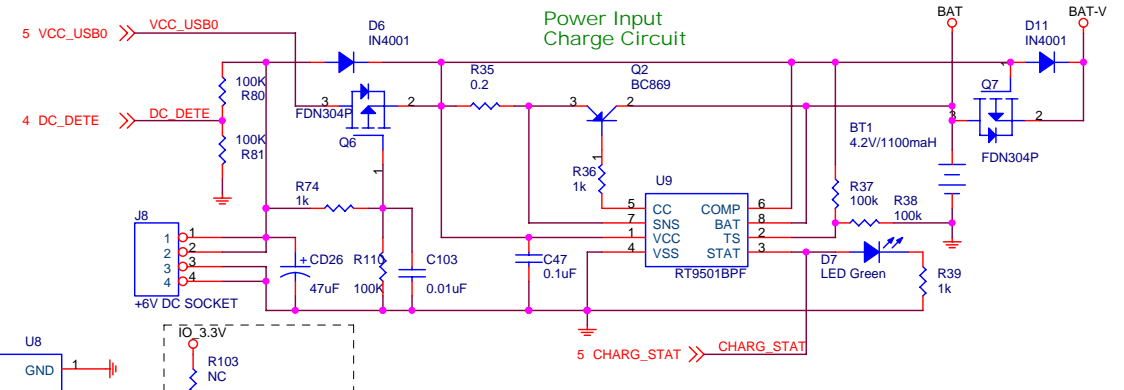 Power Input
Charge Circuit
5 VCC_USB0
VCC_USB0
4 DC_DETE
DC_DETE
100K
R80
100K
R81
D6
IN4001
3
FDN304P
2
Q6
1
R35
0.2
Q2
BC869
3
2
1
R36
1k
BAT
BAT-V
D11
IN4001
1
Q7
3
2
FDN304P
BT1
4.2V/1100maH
R74
1k
J8
1 1
2 2
3 3
4 4
+6V DC SOCKET
+ CD26
47uF
R110
100K
C103
0.01uF
C47
0.1uF
U9
5 CC COMP 6
7 SNS BAT 8
1 VCC TS 2
4 VSS STAT 3
RT9501BPF
R37
100k
R38
100k
D7
LED Green
R39
1k
5 CHARG_STAT
CHARG_STAT
IO_3.3V
R103
NC
U8
GND
1